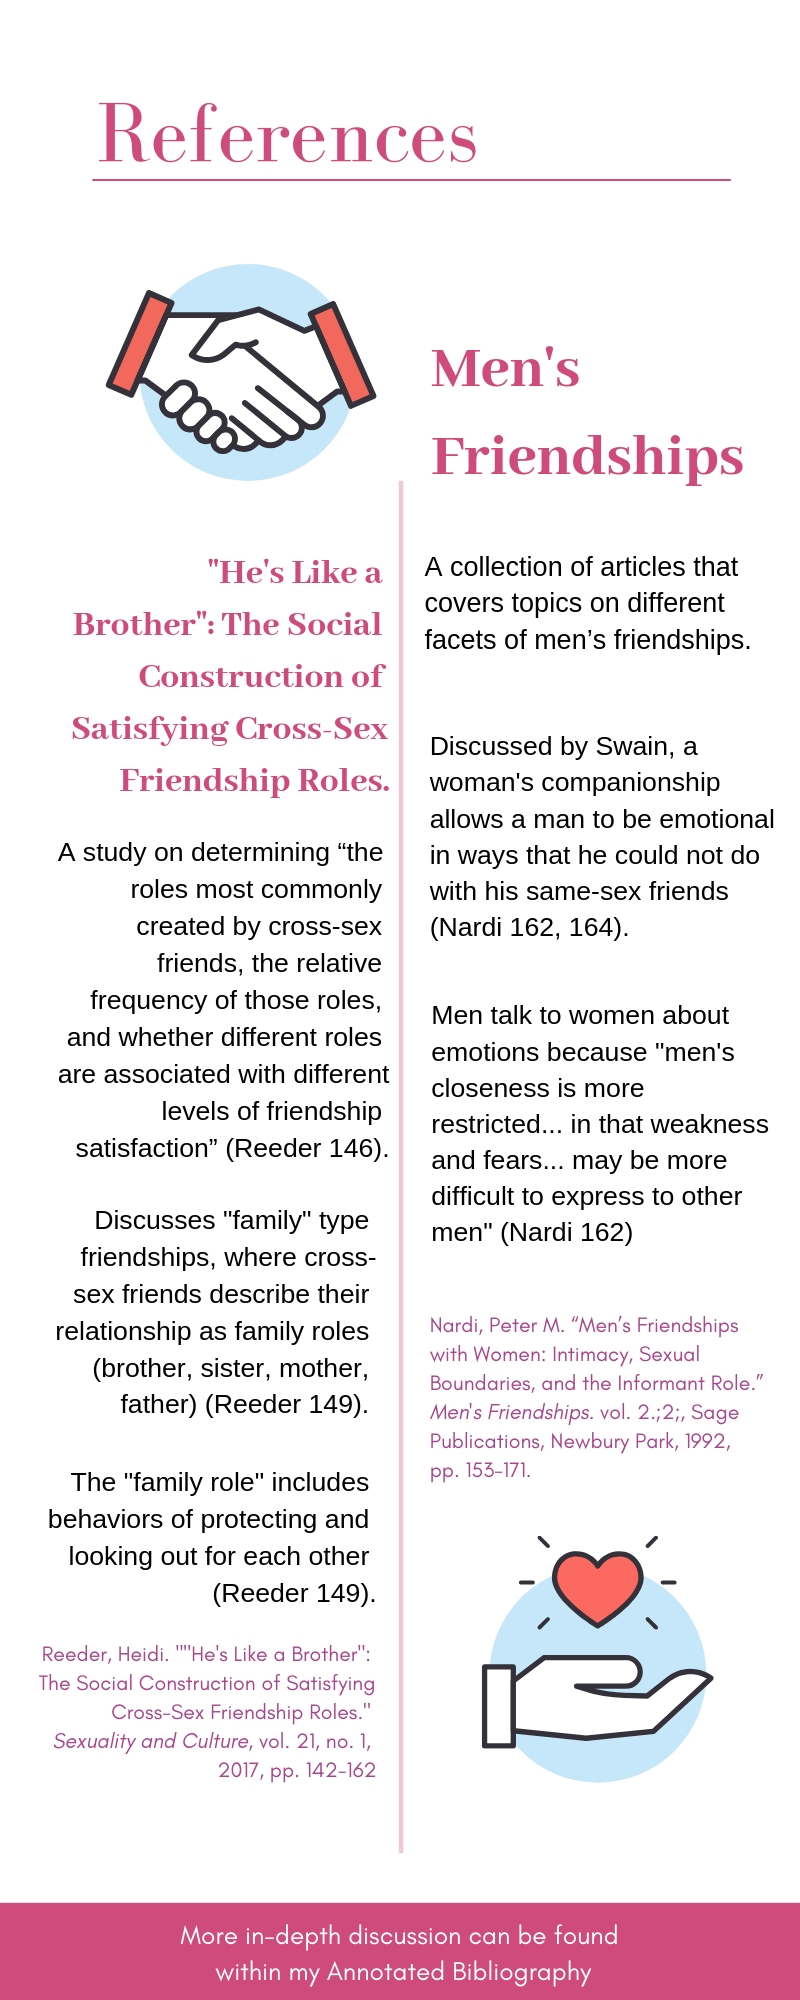 References
"He's Like a
Brother": The Social
Construction of
Satisfying Cross-Sex
Friendship Roles.
A study on determining “the
roles most commonly
created by cross-sex
friends, the relative
frequency of those roles,
and whether different roles
are associated with different
levels of friendship
satisfaction” (Reeder 146).
Discusses "family" type
friendships, where cross-
sex friends describe their
relationship as family roles
(brother, sister, mother,
father) (Reeder 149).
The "family role" includes
behaviors of protecting and
looking out for each other
(Reeder 149).
Reeder, Heidi. ""He's Like a Brother":
The Social Construction of Satisfying
Cross-Sex Friendship Roles."
Sexuality and Culture, vol. 21, no. 1,
2017, pp. 142-162
Men's
Friendships
A collection of articles that
covers topics on different
facets of men’s friendships.
Discussed by Swain, a
woman's companionship
allows a man to be emotional
in ways that he could not do
with his same-sex friends
(Nardi 162, 164).
Men talk to women about
emotions because "men's
closeness is more
restricted... in that weakness
and fears... may be more
difficult to express to other
men" (Nardi 162)
Nardi, Peter M. “Men’s Friendships
with Women: Intimacy, Sexual
Boundaries, and the Informant Role.”
Men's Friendships. vol. 2.;2;, Sage
Publications, Newbury Park, 1992,
pp. 153-171.
More in-depth discussion can be found
within my Annotated Bibliography